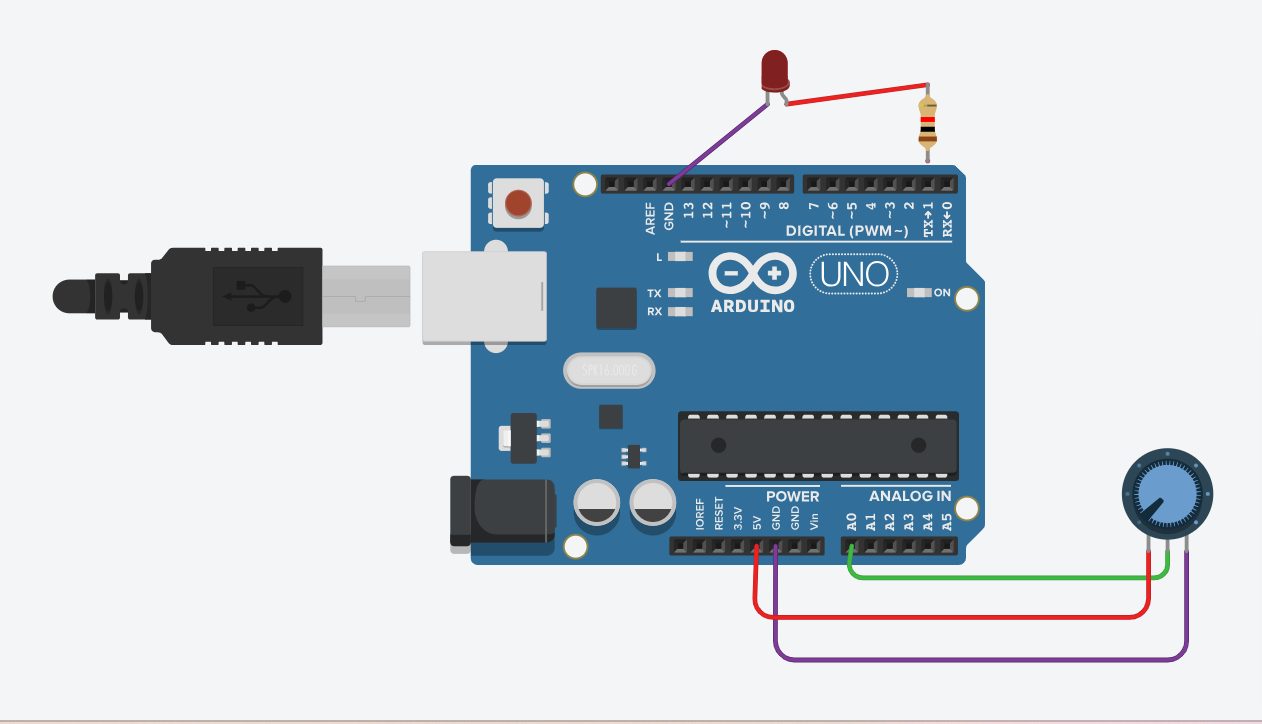 AREF
GND
13
12
~11
~10
~9
8
7
~6
~5
4
~3
2
TX→1
RX←0
DIGITAL (PWM~)
L
TX
RX
UNO
ARDUINO
ON
SPK16.000G
POWER
ANALOG IN
IOREF
RESET
3.3V
5V
GND
GND
Vin
A0
A1
A2
A3
A4
A5